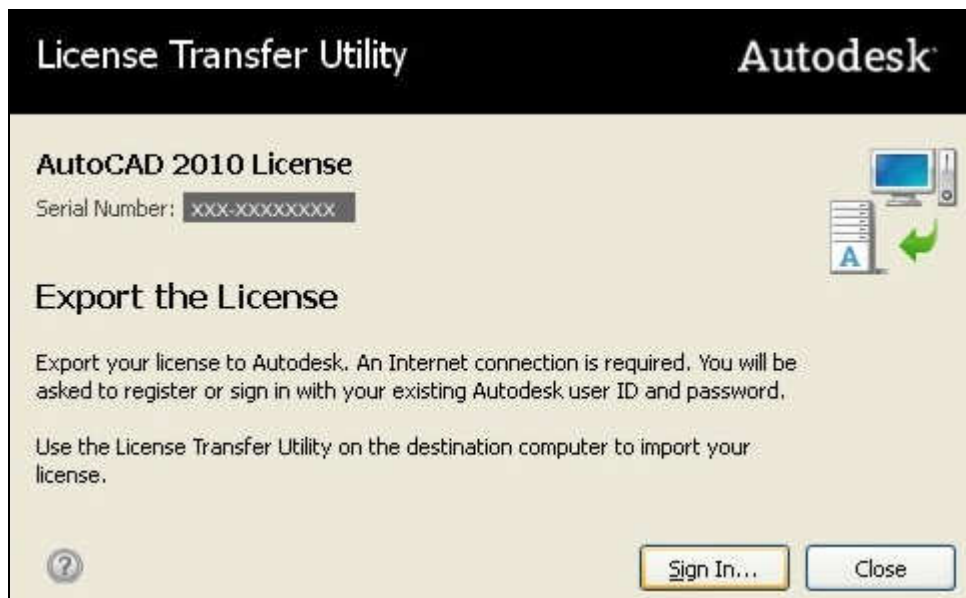 License Transfer Utility
Autodesk
AutoCAD 2010 License
Serial Number: xxx-xxxxxxxx
A
Export the License
Export your license to Autodesk. An Internet connection is required. You will be
asked to register or sign in with your existing Autodesk user ID and password.
Use the License Transfer Utility on the destination computer to import your
license.
?
Sign In...
Close